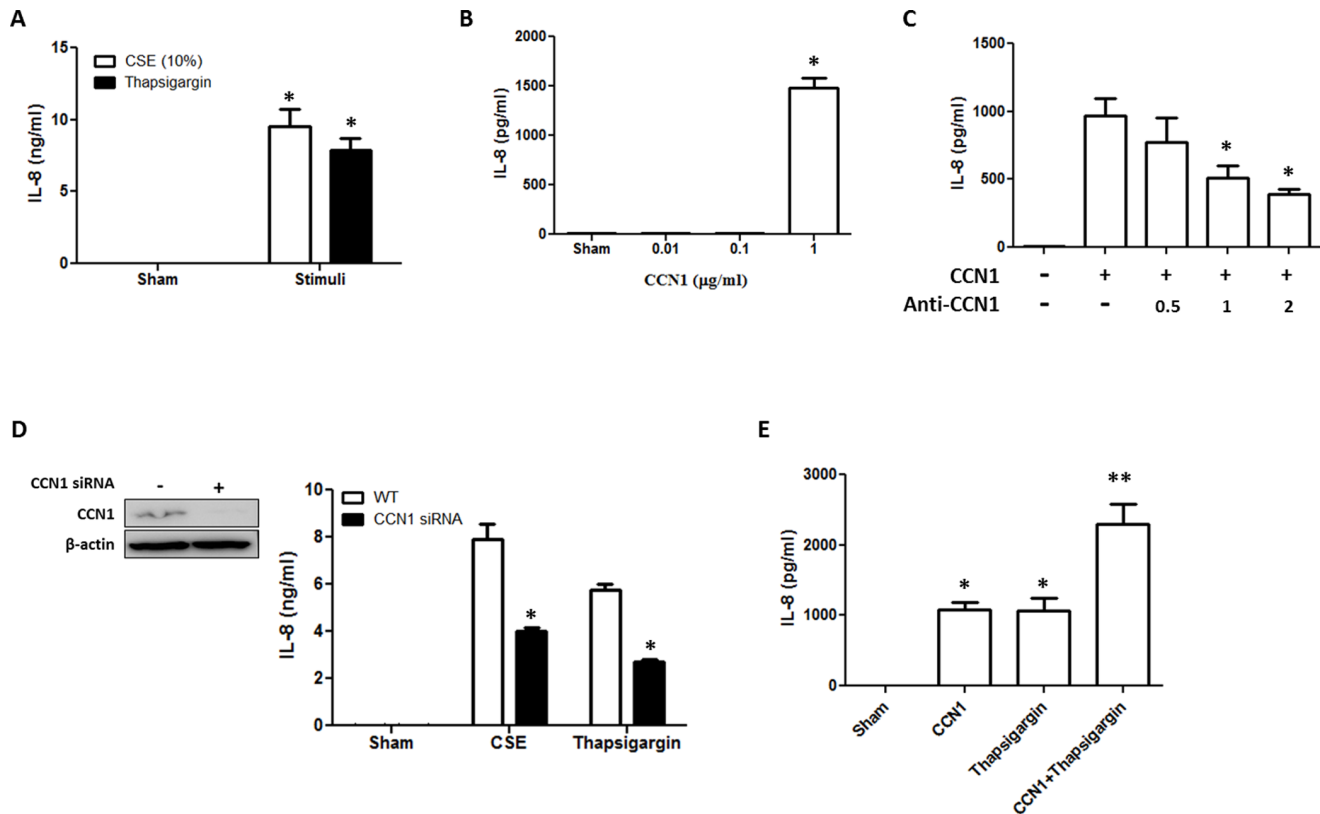 A
IL-8 (ng/ml)
15
10
5
0
CSE (10%)
Thapsigargin
*
*
Sham
Stimuli
B
IL-8 (pg/ml)
2000
1500
1000
500
0
*
Sham
0.01
0.1
1
CCN1 (µg/ml)
C
IL-8 (pg/ml)
1500
1000
500
0
*
*
CCN1 - + + + +
Anti-CCN1 - - 0.5 1 2
D
CCN1 siRNA - +
CCN1
β-actin
IL-8 (ng/ml)
10
8
6
4
2
0
WT
CCN1 siRNA
*
*
Sham
CSE
Thapsigargin
E
IL-8 (pg/ml)
3000
2000
1000
0
*
*
**
Sham
CCN1
Thapsigargin
CCN1+Thapsigargin